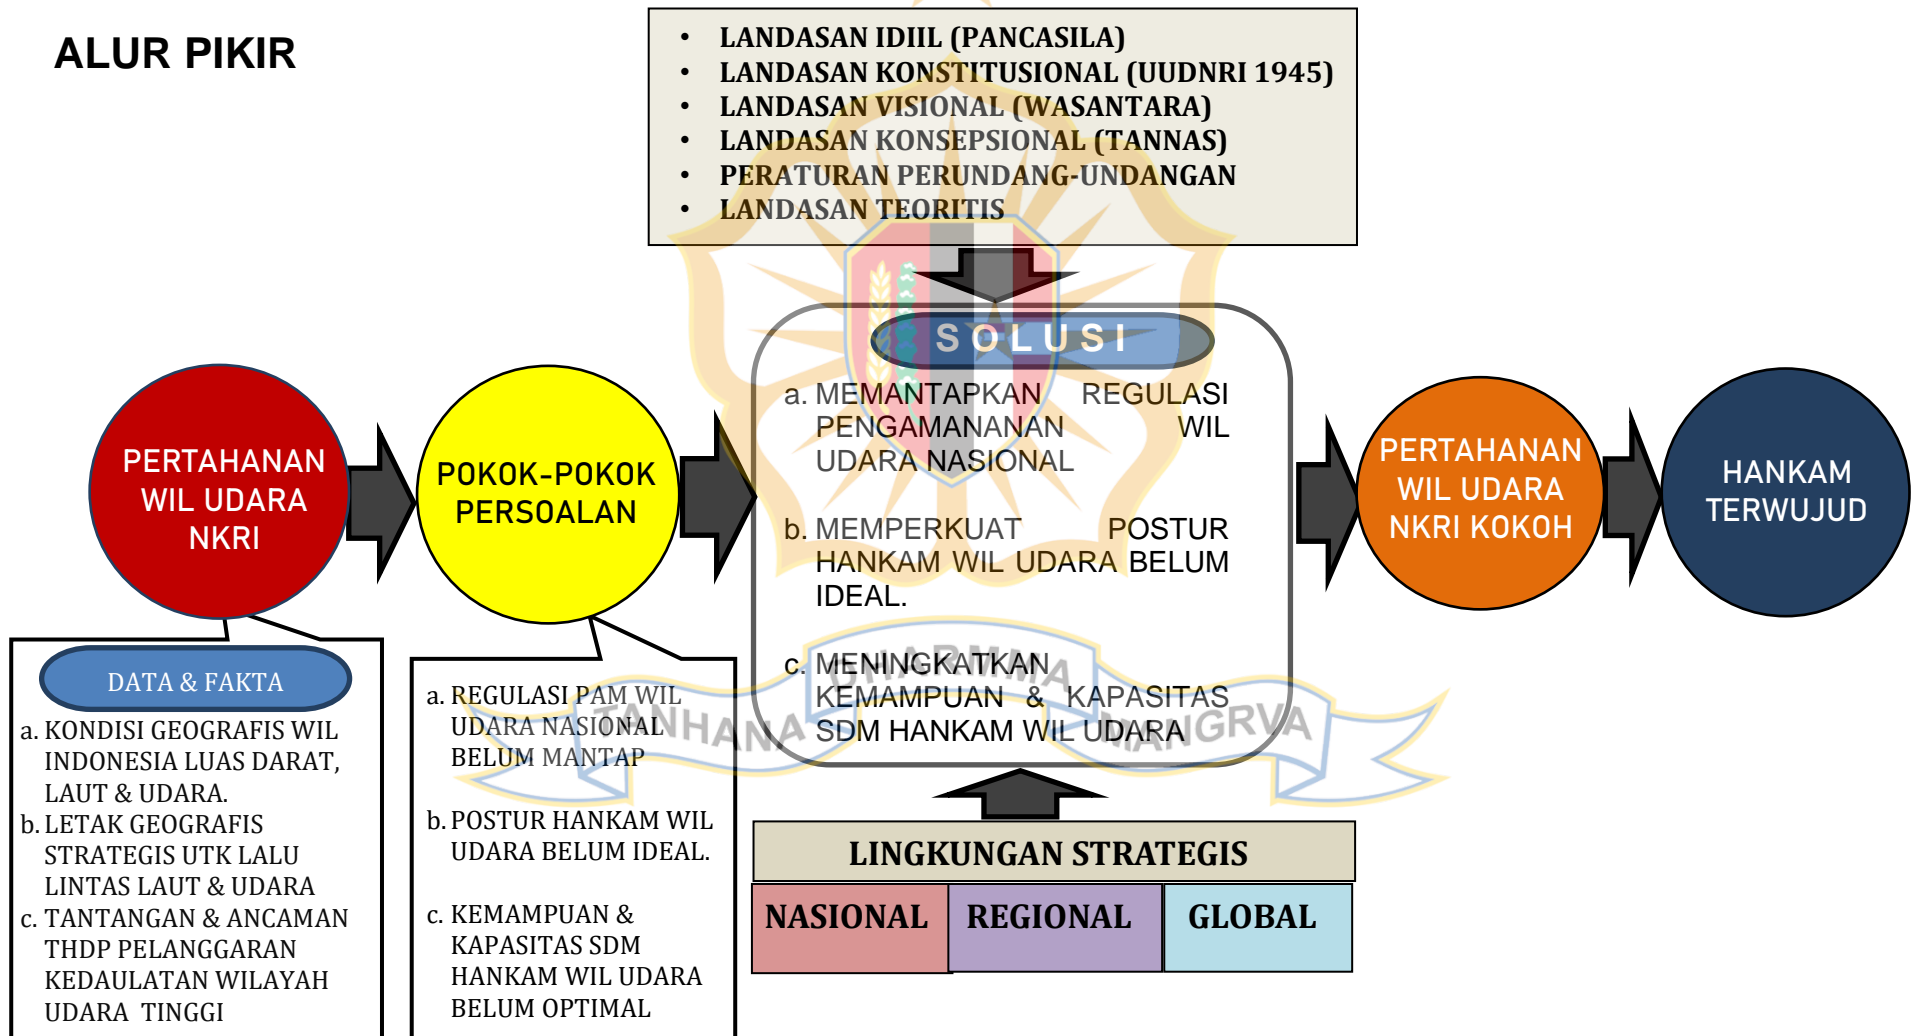 ALUR PIKIR
• LANDASAN IDIIL (PANCASILA)
• LANDASAN KONSTITUSIONAL (UUDNRI 1945)
• LANDASAN VISIONAL (WASANTARA)
• LANDASAN KONSEPSIONAL (TANNAS)
• PERATURAN PERUNDANG-UNDANGAN
• LANDASAN TEORITIS
PERTAHANAN
WIL UDARA
NKRI
POKOK-POKOK
PERSOALAN
SOLUSI
a. MEMANTAPKAN REGULASI
PENGAMANANAN WIL
UDARA NASIONAL
b. MEMPERKUAT POSTUR
HANKAM WIL UDARA BELUM
IDEAL.
c. MENINGKATKAN
KEMAMPUAN & KAPASITAS
SDM HANKAM WIL UDARA
PERTAHANAN
WIL UDARA
NKRI KOKOH
HANKAM
TERWUJUD
DATA & FAKTA
a. KONDISI GEOGRAFIS WIL
INDONESIA LUAS DARAT,
LAUT & UDARA.
b. LETAK GEOGRAFIS
STRATEGIS UTK LALU
LINTAS LAUT & UDARA
c. TANTANGAN & ANCAMAN
THDP PELANGGARAN
KEDAULATAN WILAYAH
UDARA TINGGI
a. REGULASI PAM WIL
UDARA NASIONAL
BELUM MANTAP
b. POSTUR HANKAM WIL
UDARA BELUM IDEAL.
c. KEMAMPUAN &
KAPASITAS SDM
HANKAM WIL UDARA
BELUM OPTIMAL
TANHANA DHARMMA MANGRVA
LINGKUNGAN STRATEGIS
NASIONAL
REGIONAL
GLOBAL